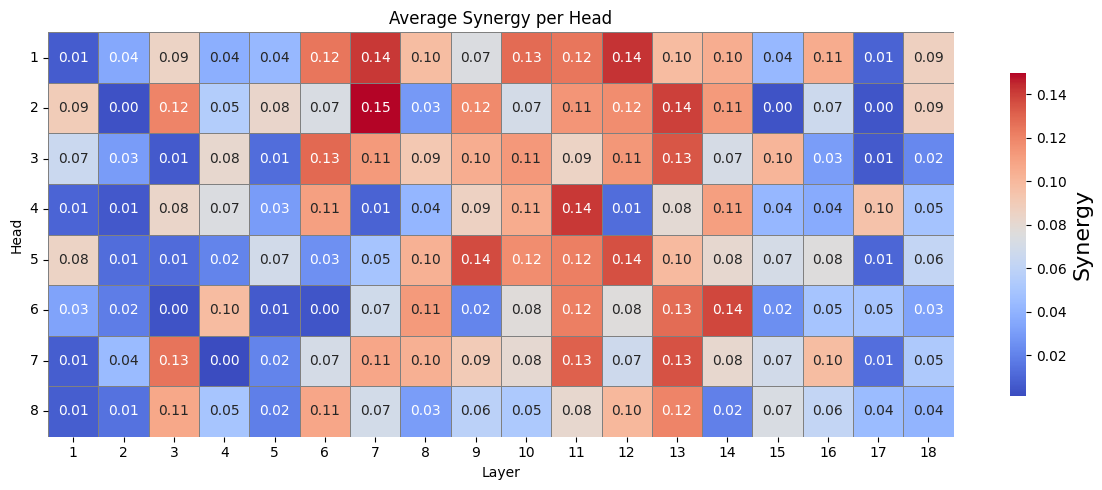 Average Synergy per Head
1 0.01 0.04 0.09 0.04 0.04 0.12 0.14 0.10 0.07 0.13 0.12 0.14 0.10 0.10 0.04 0.11 0.01 0.09
2 0.09 0.00 0.12 0.05 0.08 0.07 0.15 0.03 0.12 0.07 0.11 0.12 0.14 0.11 0.00 0.07 0.00 0.09
3 0.07 0.03 0.01 0.08 0.01 0.13 0.11 0.09 0.10 0.11 0.09 0.11 0.13 0.07 0.10 0.03 0.01 0.02
4 0.01 0.01 0.08 0.07 0.03 0.11 0.01 0.04 0.09 0.11 0.14 0.01 0.08 0.11 0.04 0.04 0.10 0.05
5 0.08 0.01 0.01 0.02 0.07 0.03 0.05 0.10 0.14 0.12 0.12 0.14 0.10 0.08 0.07 0.08 0.01 0.06
6 0.03 0.02 0.00 0.10 0.01 0.00 0.07 0.11 0.02 0.08 0.12 0.08 0.13 0.14 0.02 0.05 0.05 0.03
7 0.01 0.04 0.13 0.00 0.02 0.07 0.11 0.10 0.09 0.08 0.13 0.07 0.13 0.08 0.07 0.10 0.01 0.05
8 0.01 0.01 0.11 0.05 0.02 0.11 0.07 0.03 0.06 0.05 0.08 0.10 0.12 0.02 0.07 0.06 0.04 0.04
Head
1 2 3 4 5 6 7 8 9 10 11 12 13 14 15 16 17 18
Layer
0.14
0.12
0.10
0.08
0.06
0.04
0.02
Synergy